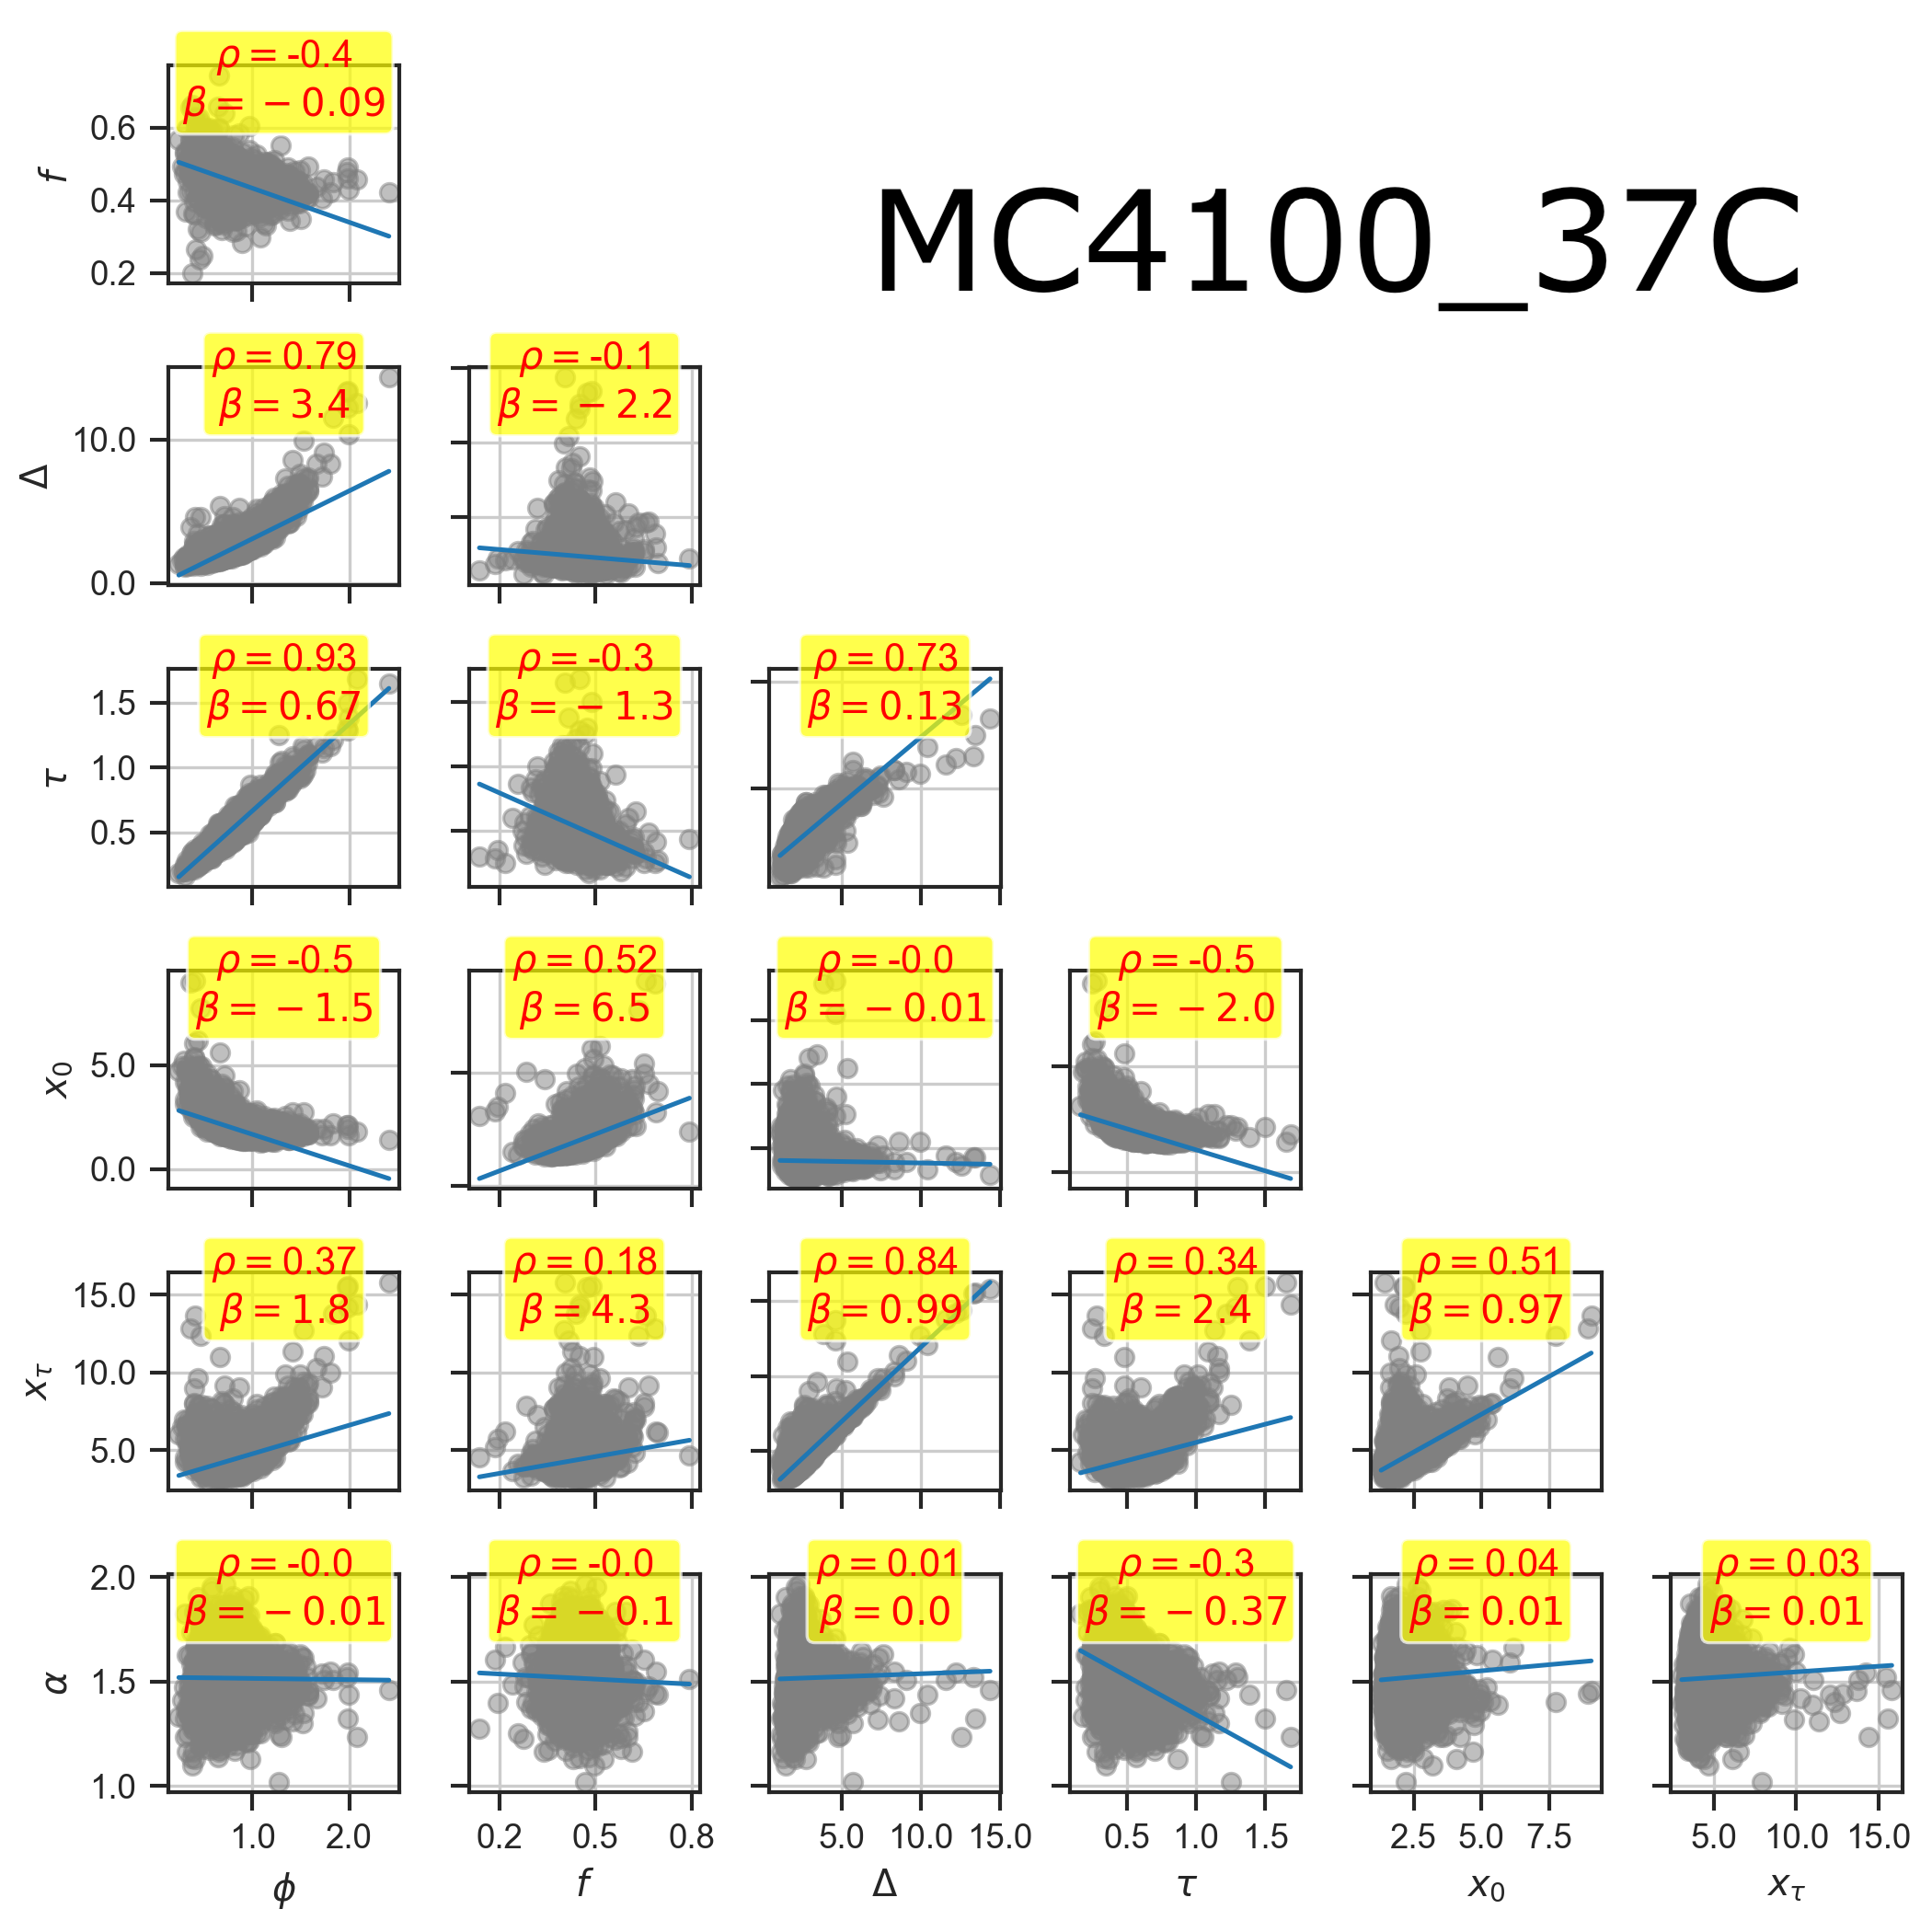 MC4100_37C
ρ = -0.4
β = − 0.09
0.6
0.4
0.2
f
ρ = 0.79
β = 3.4
ρ = -0.1
β = − 2.2
10.0
0.0
Δ
ρ = 0.93
β = 0.67
ρ = -0.3
β = − 1.3
ρ = 0.73
β = 0.13
1.5
1.0
0.5
τ
ρ = -0.5
β = − 1.5
ρ = 0.52
β = 6.5
ρ = -0.0
β = − 0.01
ρ = -0.5
β = − 2.0
5.0
0.0
x₀
ρ = 0.37
β = 1.8
ρ = 0.18
β = 4.3
ρ = 0.84
β = 0.99
ρ = 0.34
β = 2.4
ρ = 0.51
β = 0.97
15.0
10.0
5.0
x_τ
ρ = -0.0
β = − 0.01
ρ = -0.0
β = − 0.1
ρ = 0.01
β = 0.0
ρ = -0.3
β = − 0.37
ρ = 0.04
β = 0.01
ρ = 0.03
β = 0.01
2.0
1.5
1.0
α
1.0 2.0
0.2 0.5 0.8
5.0 10.0 15.0
0.5 1.0 1.5
2.5 5.0 7.5
5.0 10.0 15.0
ϕ
f
Δ
τ
x₀
x_τ